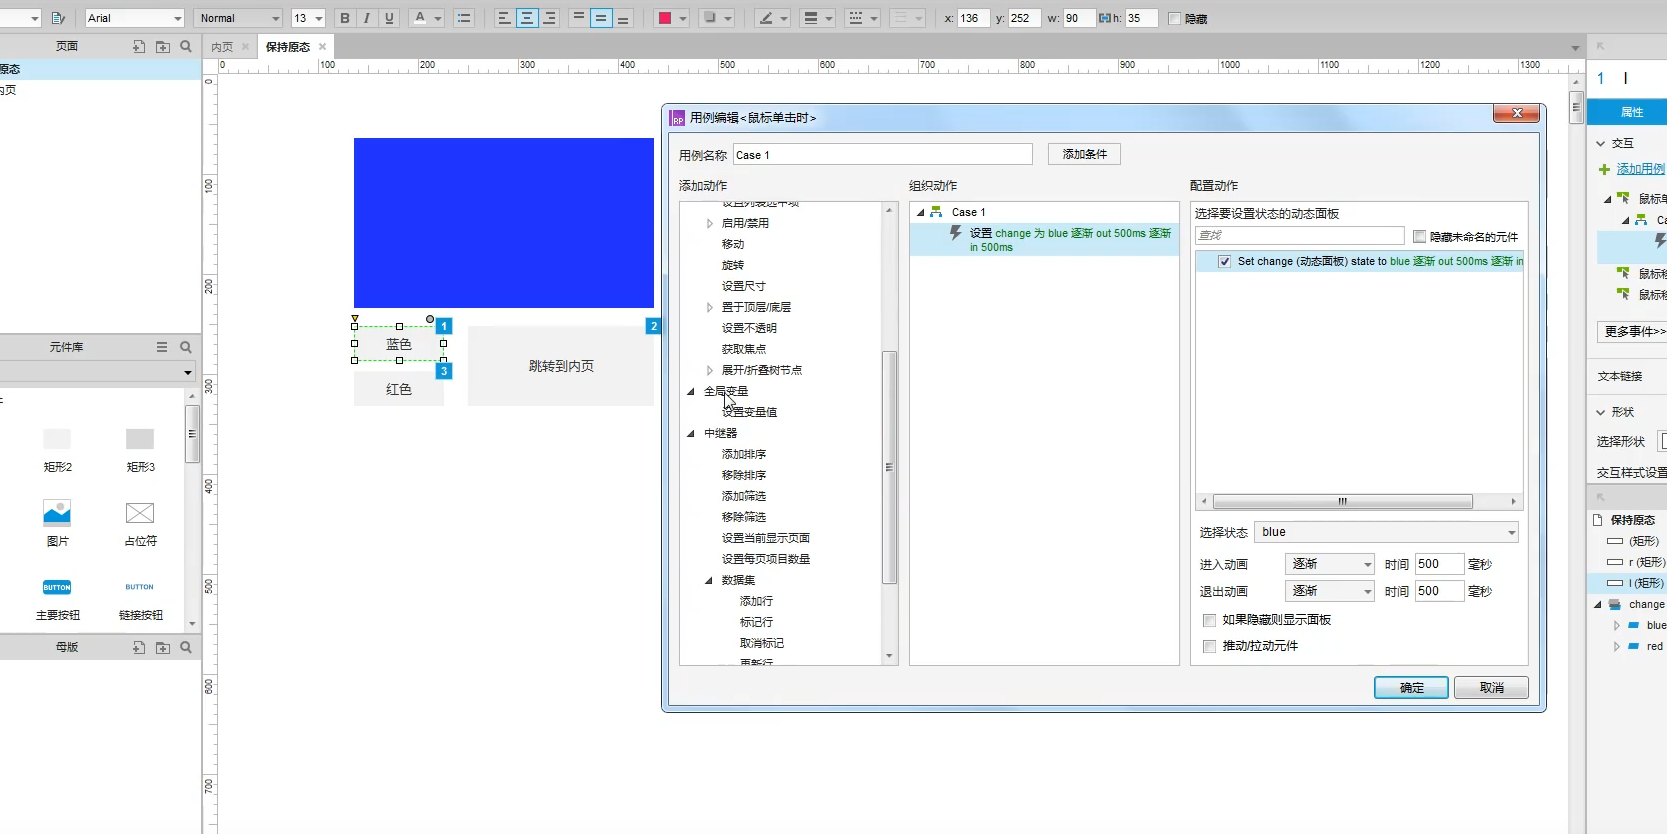 Arial
Normal
13
B
I
U
A
x: 136
y: 252
w: 90
h: 35
隐藏
页面
内页
保持原态
原态
内页
0
100
200
300
400
500
600
700
800
900
1000
1100
1200
1300
0
100
200
300
400
500
600
700
元件库
矩形2
矩形3
图片
占位符
BUTTON
主要按钮
BUTTON
链接按钮
母版
1
2
3
蓝色
红色
跳转到内页
RP
用例编辑<鼠标单击时>
用例名称
Case 1
添加条件
添加动作
组织动作
配置动作
设置列表选中项
启用/禁用
移动
旋转
设置尺寸
置于顶层/底层
设置不透明
获取焦点
展开/折叠树节点
全局变量
设置变量值
中继器
添加排序
移除排序
添加筛选
移除筛选
设置当前显示页面
设置每页项目数量
数据集
添加行
标记行
取消标记
更新行
Case 1
设置 change 为 blue 逐渐 out 500ms 逐渐
in 500ms
选择要设置状态的动态面板
查找
隐藏未命名的元件
Set change (动态面板) state to blue 逐渐 out 500ms 逐渐 in
选择状态
blue
进入动画
逐渐
时间
500
毫秒
退出动画
逐渐
时间
500
毫秒
如果隐藏则显示面板
推动/拉动元件
确定
取消
1
l
属性
交互
添加用例
鼠标单
Ca
鼠标移
鼠标移
更多事件>>
文本链接
形状
选择形状
交互样式设置
保持原态
(矩形)
r (矩形)
l (矩形)
change
blue
red